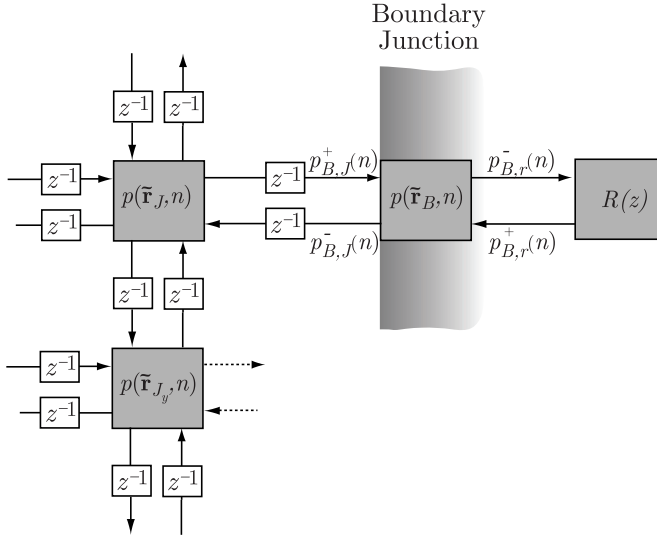 Boundary
Junction
z⁻¹ z⁻¹
z⁻¹ z⁻¹ p⁺_{B,J}(n) p⁻_{B,r}(n)
p(r̃_J,n) p(r̃_B,n) R(z)
z⁻¹ z⁻¹ p⁻_{B,J}(n) p⁺_{B,r}(n)
z⁻¹ z⁻¹
z⁻¹
p(r̃_{J_y},n)
z⁻¹
z⁻¹ z⁻¹